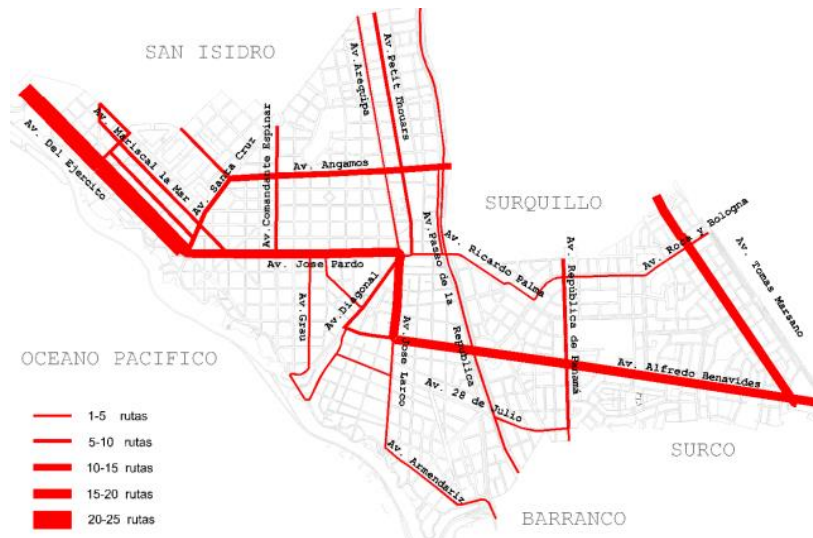 SAN ISIDRO
Av. Arequipa
Av. Petit Thouars
Av. Mariscal la Mar
Av. Del Ejercito
Av. Santa Cruz
Av. Comandante Espinar
Av. Angamos
SURQUILLO
Av. Roca y Bologna
Av. Tomas Marsano
Av. Ricardo Palma
Av. Paseo de la República
Av. República de Panamá
Av. Jose Pardo
Av. Diagonal
Av. Grau
Av. Jose Larco
OCEANO PACIFICO
Av. Alfredo Benavides
Av. 28 de Julio
Av. Armendariz
SURCO
BARRANCO
1-5 rutas
5-10 rutas
10-15 rutas
15-20 rutas
20-25 rutas